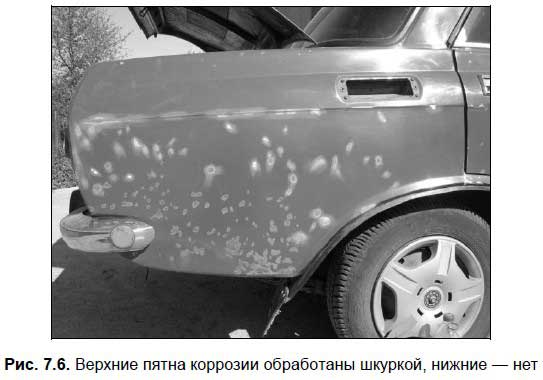 Рис. 7.6. Верхние пятна коррозии обработаны шкуркой, нижние — нет